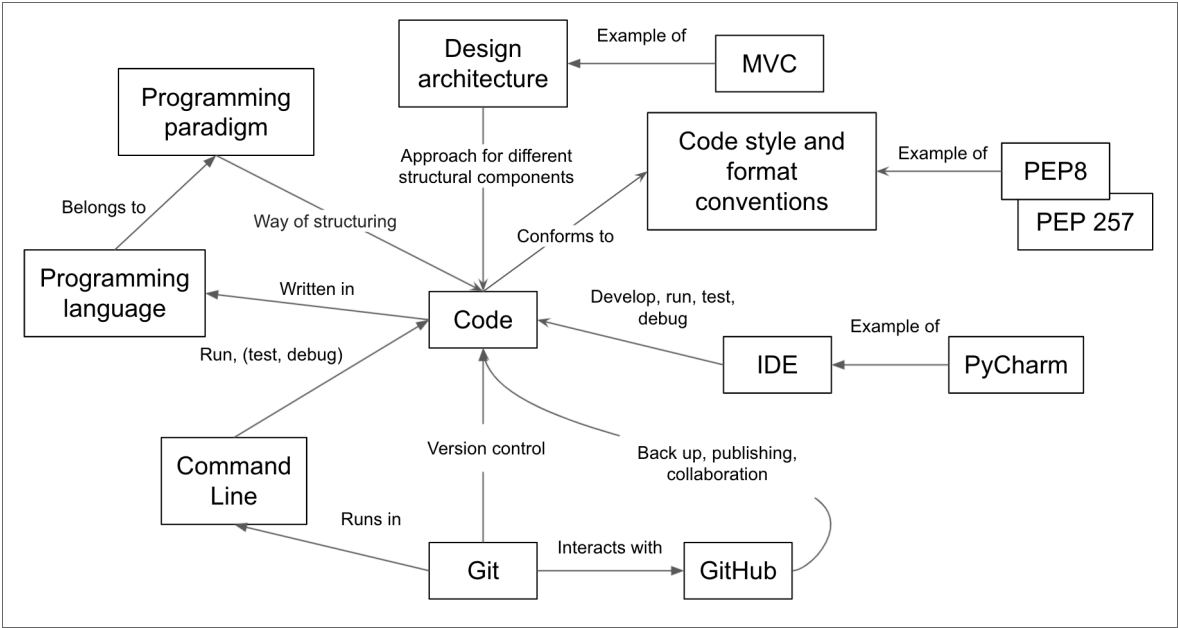 Design
architecture
Example of
MVC
Programming
paradigm
Code style and
format
conventions
Example of
PEP8
PEP 257
Approach for different
structural components
Belongs to
Way of structuring
Conforms to
Programming
language
Written in
Code
Develop, run, test,
debug
Example of
IDE
PyCharm
Run, (test, debug)
Command
Line
Version control
Back up, publishing,
collaboration
Runs in
Git
Interacts with
GitHub